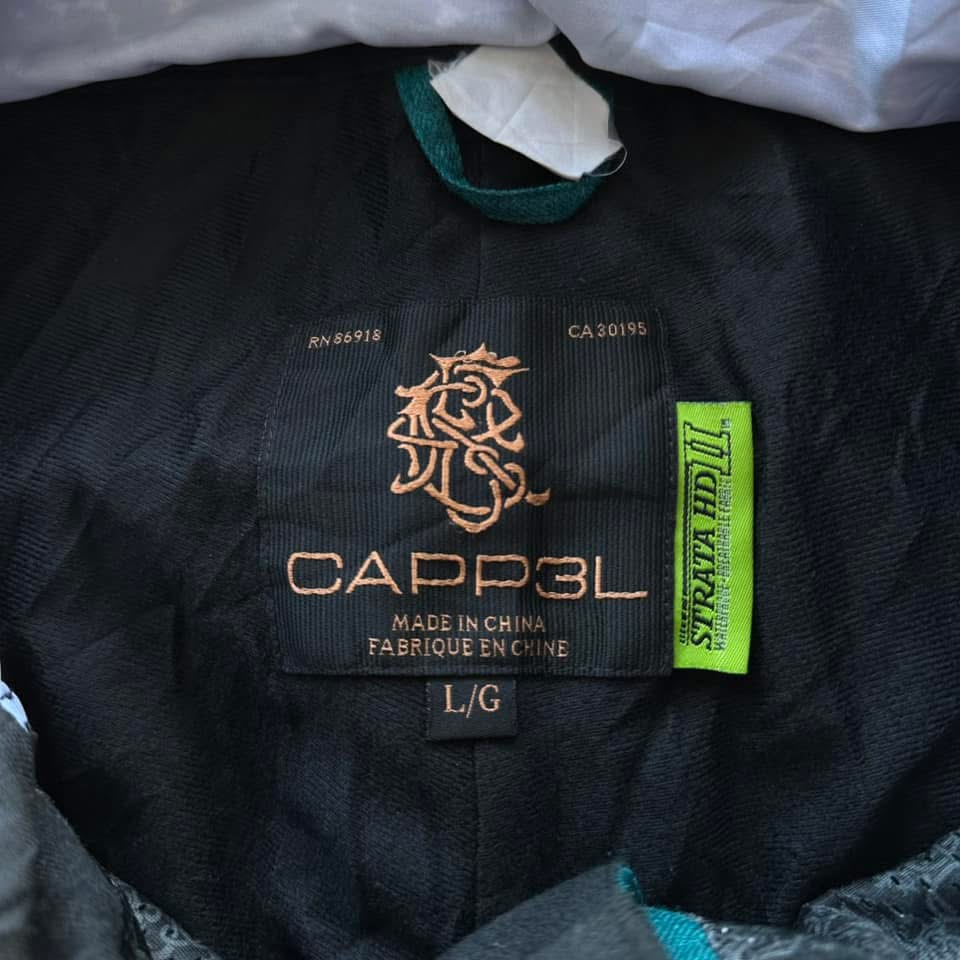 RN 86918
CA 30195
CAPP3L
MADE IN CHINA
FABRIQUE EN CHINE
L/G
STRATA HD II